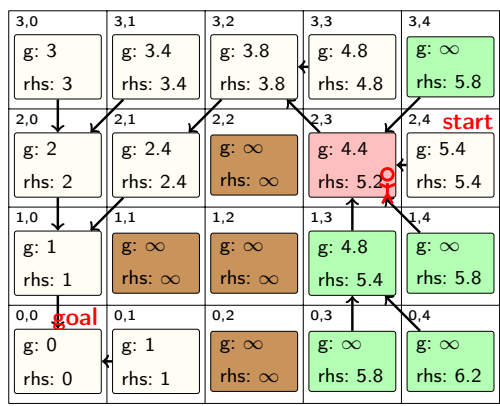 3,0 3,1 3,2 3,3 3,4
g: 3 g: 3.4 g: 3.8 g: 4.8 g: ∞
rhs: 3 rhs: 3.4 rhs: 3.8 rhs: 4.8 rhs: 5.8
2,0 2,1 2,2 2,3 2,4 start
g: 2 g: 2.4 g: ∞ g: 4.4 g: 5.4
rhs: 2 rhs: 2.4 rhs: ∞ rhs: 5.2 rhs: 5.4
1,0 1,1 1,2 1,3 1,4
g: 1 g: ∞ g: ∞ g: 4.8 g: ∞
rhs: 1 rhs: ∞ rhs: ∞ rhs: 5.4 rhs: 5.8
0,0 goal 0,1 0,2 0,3 0,4
g: 0 g: 1 g: ∞ g: ∞ g: ∞
rhs: 0 rhs: 1 rhs: ∞ rhs: 5.8 rhs: 6.2